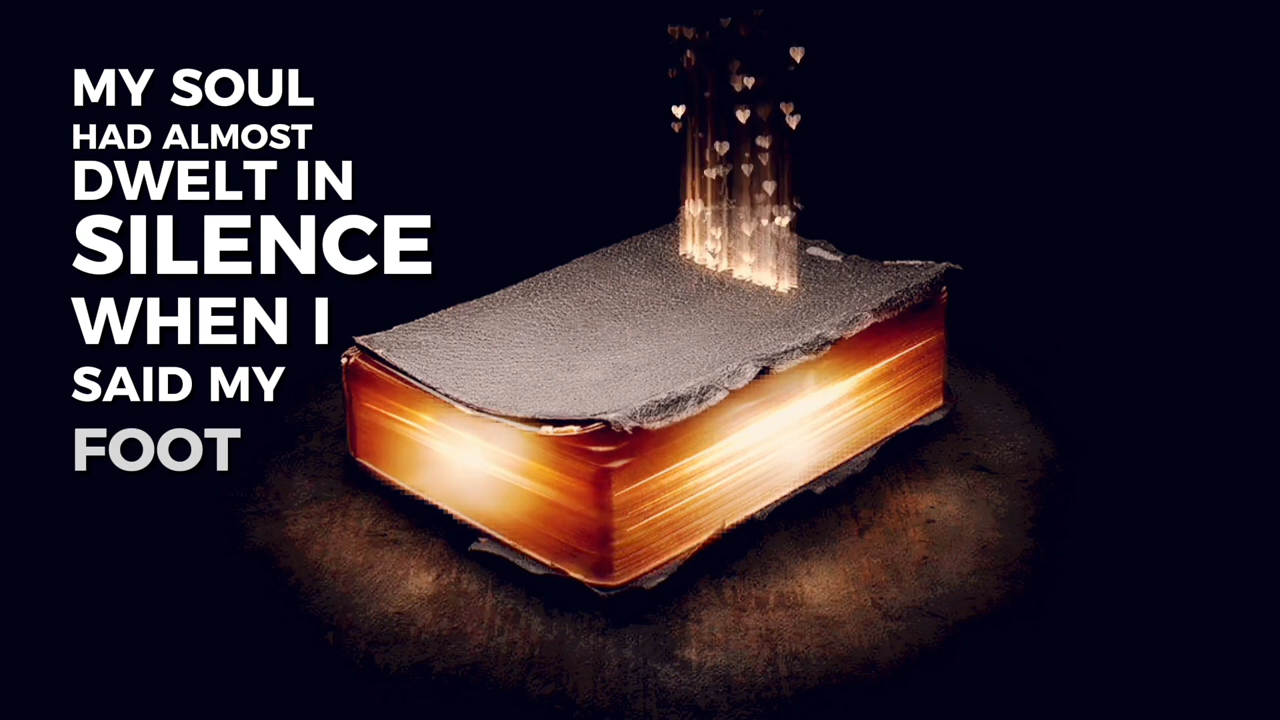 MY SOUL
HAD ALMOST
DWELT IN
SILENCE
WHEN I
SAID MY
FOOT